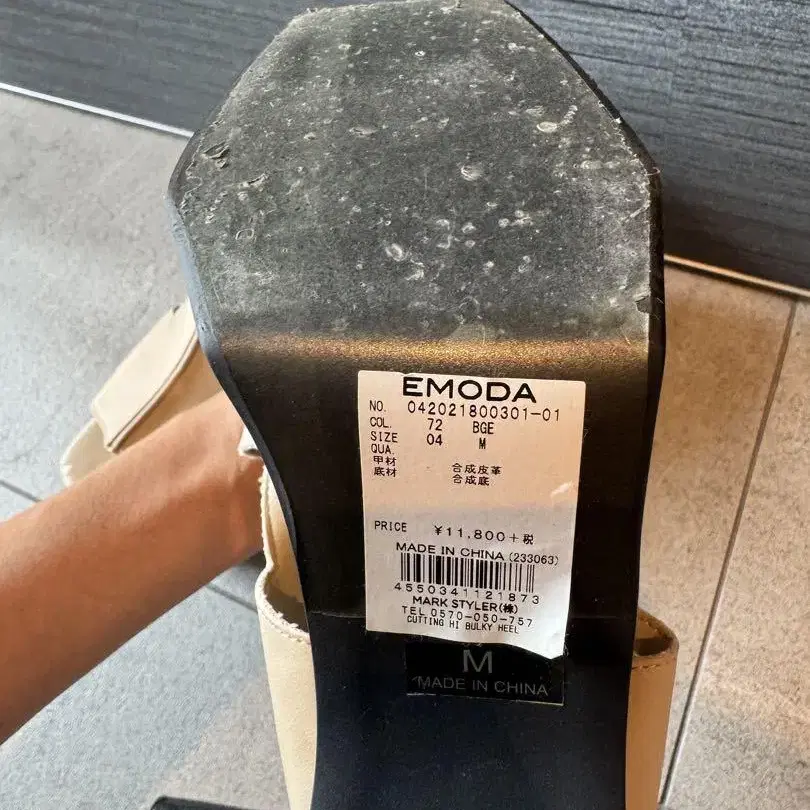 EMODA
NO. 042021800301-01
COL. 72 BGE
SIZE 04 M
QUA.
甲材 合成皮革
底材 合成底
PRICE ¥11.800+税
MADE IN CHINA (233063)
4550341121873
MARK STYLER(株)
TEL 0570-050-757
CUTTING HI BULKY HEEL
M
MADE IN CHINA